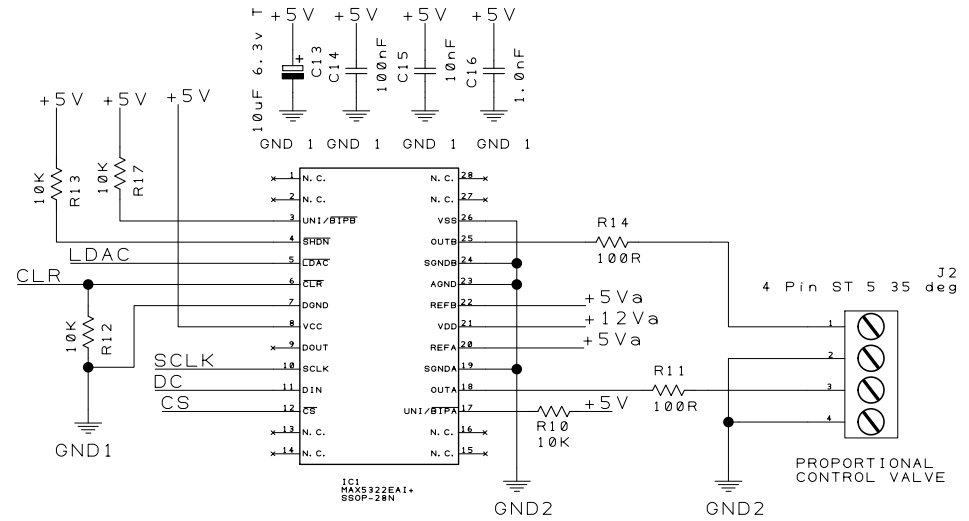 +5V +5V +5V +5V
10uF 6.3v T
C13
C14
100nF
C15
10nF
C16
1.0nF
GND 1 GND 1 GND 1 GND 1
+5V +5V +5V
10K
R13
10K
R17
1 N.C. N.C. 28
2 N.C. N.C. 27
3 UNI/BIPB VSS 26
4 SHDN OUTB 25
5 LDAC SGNDB 24
6 CLR AGND 23
7 DGND REFB 22
8 VCC VDD 21
9 DOUT REFA 20
10 SCLK SGNDA 19
11 DIN OUTA 18
12 CS UNI/BIPA 17
13 N.C. N.C. 16
14 N.C. N.C. 15
LDAC
CLR
10K
R12
SCLK
DC
CS
GND1
IC1
MAX5322EAI+
SSOP-28N
R14
100R
+5Va
+12Va
+5Va
R11
100R
+5V
R10
10K
GND2
GND2
J2
4 Pin ST 5 35 deg
1
2
3
4
PROPORTIONAL
CONTROL VALVE